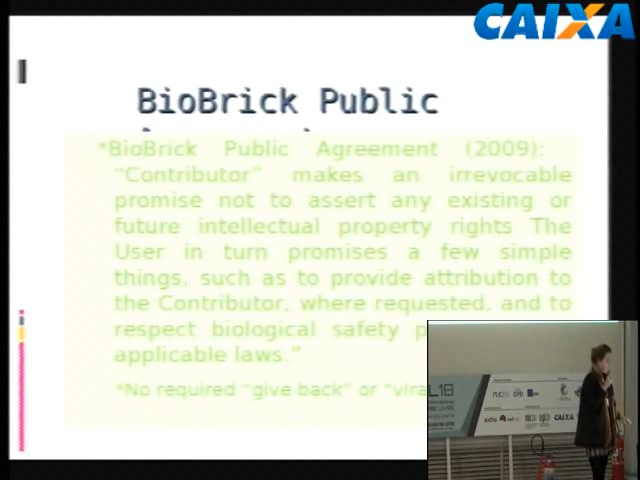 CAIXA
BioBrick Public
*BioBrick Public Agreement (2009):
“Contributor” makes an irrevocable
promise not to assert any existing or
future intellectual property rights The
User in turn promises a few simple
things, such as to provide attribution to
the Contributor, where requested, and to
respect biological safety
applicable laws.”
*No required “give back” or
L18
CAIXA